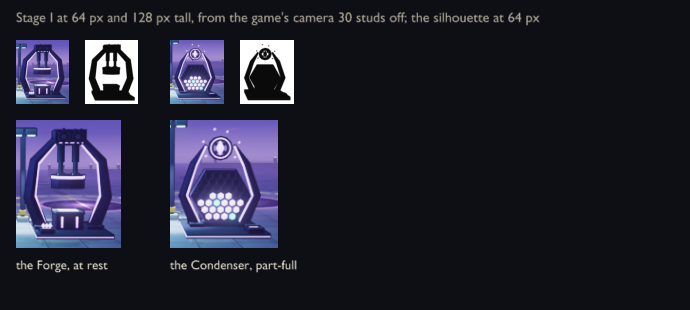 Stage I at 64 px and 128 px tall, from the game's camera 30 studs off; the silhouette at 64 px
the Forge, at rest
the Condenser, part-full